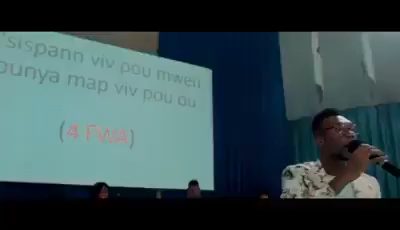 sispann viv pou mwen
ounya map viv pou ou
(4 FWA)